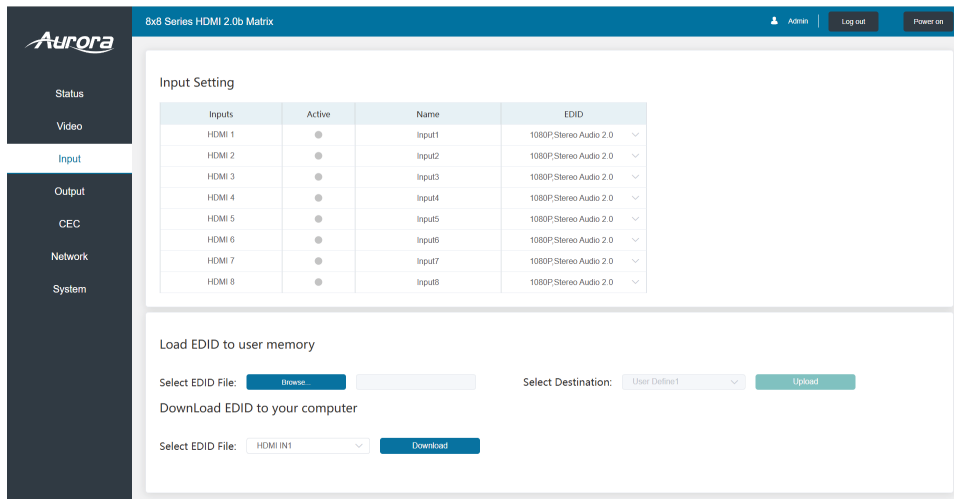 Aurora
8x8 Series HDMI 2.0b Matrix
Admin
Log out
Power on
Status
Video
Input
Output
CEC
Network
System
Input Setting
Inputs Active Name EDID
HDMI 1 Input1 1080P,Stereo Audio 2.0
HDMI 2 Input2 1080P,Stereo Audio 2.0
HDMI 3 Input3 1080P,Stereo Audio 2.0
HDMI 4 Input4 1080P,Stereo Audio 2.0
HDMI 5 Input5 1080P,Stereo Audio 2.0
HDMI 6 Input6 1080P,Stereo Audio 2.0
HDMI 7 Input7 1080P,Stereo Audio 2.0
HDMI 8 Input8 1080P,Stereo Audio 2.0
Load EDID to user memory
Select EDID File: Browse... Select Destination: User Define1 Upload
DownLoad EDID to your computer
Select EDID File: HDMI IN1 Download